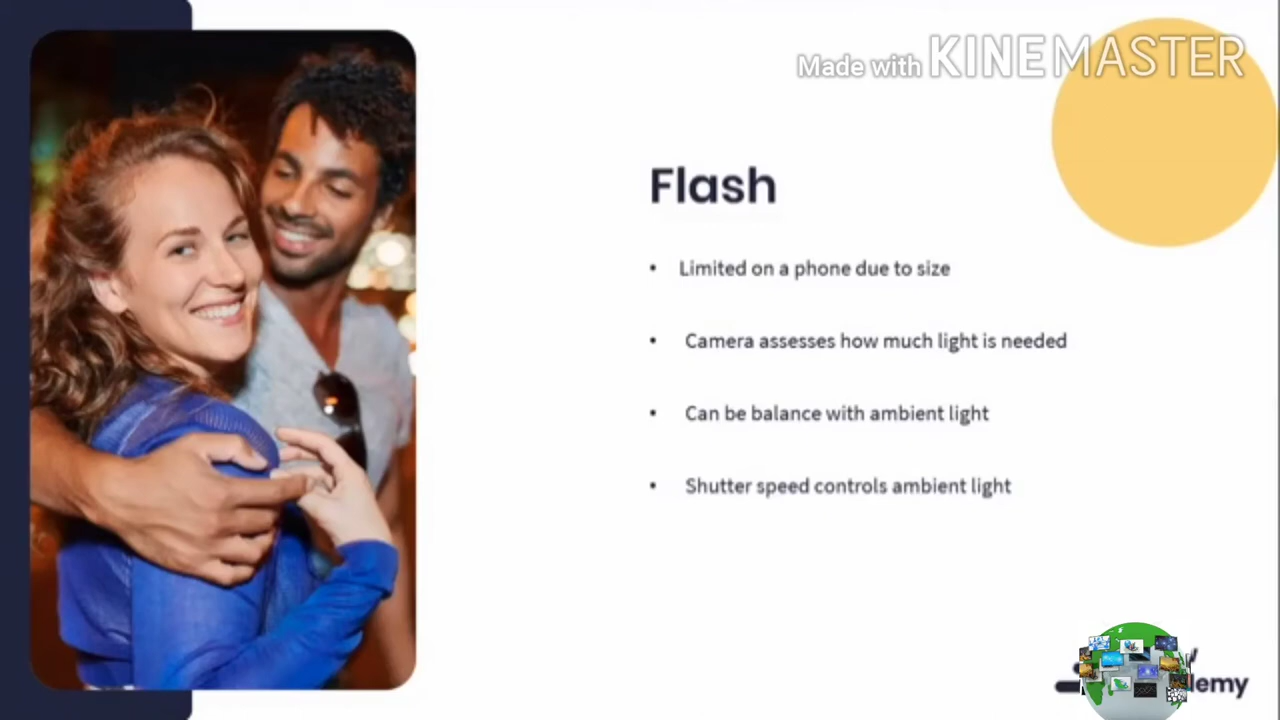 Made with KINEMASTER
Flash
• Limited on a phone due to size
• Camera assesses how much light is needed
• Can be balance with ambient light
• Shutter speed controls ambient light